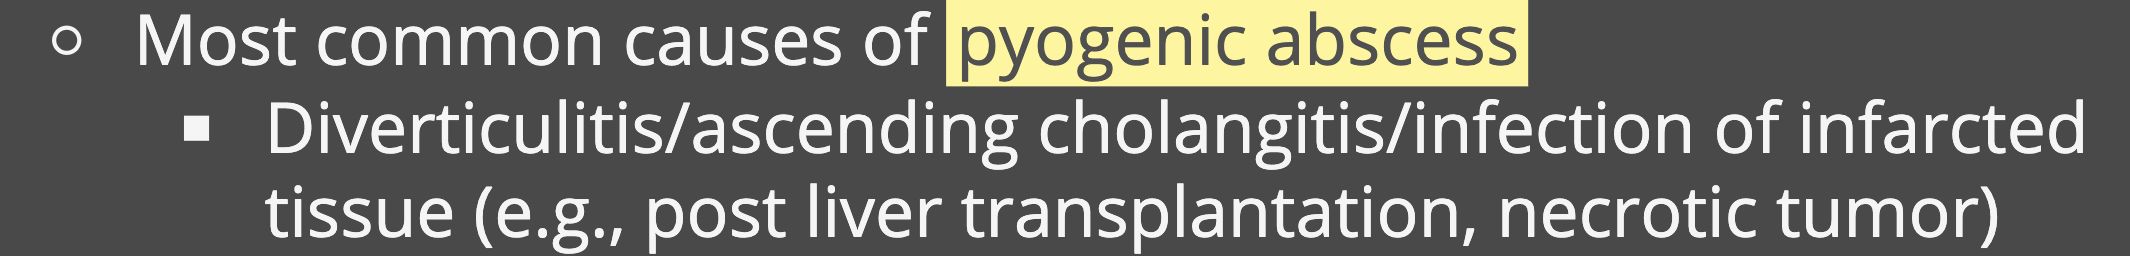 ○ Most common causes of pyogenic abscess
▪ Diverticulitis/ascending cholangitis/infection of infarcted
tissue (e.g., post liver transplantation, necrotic tumor)